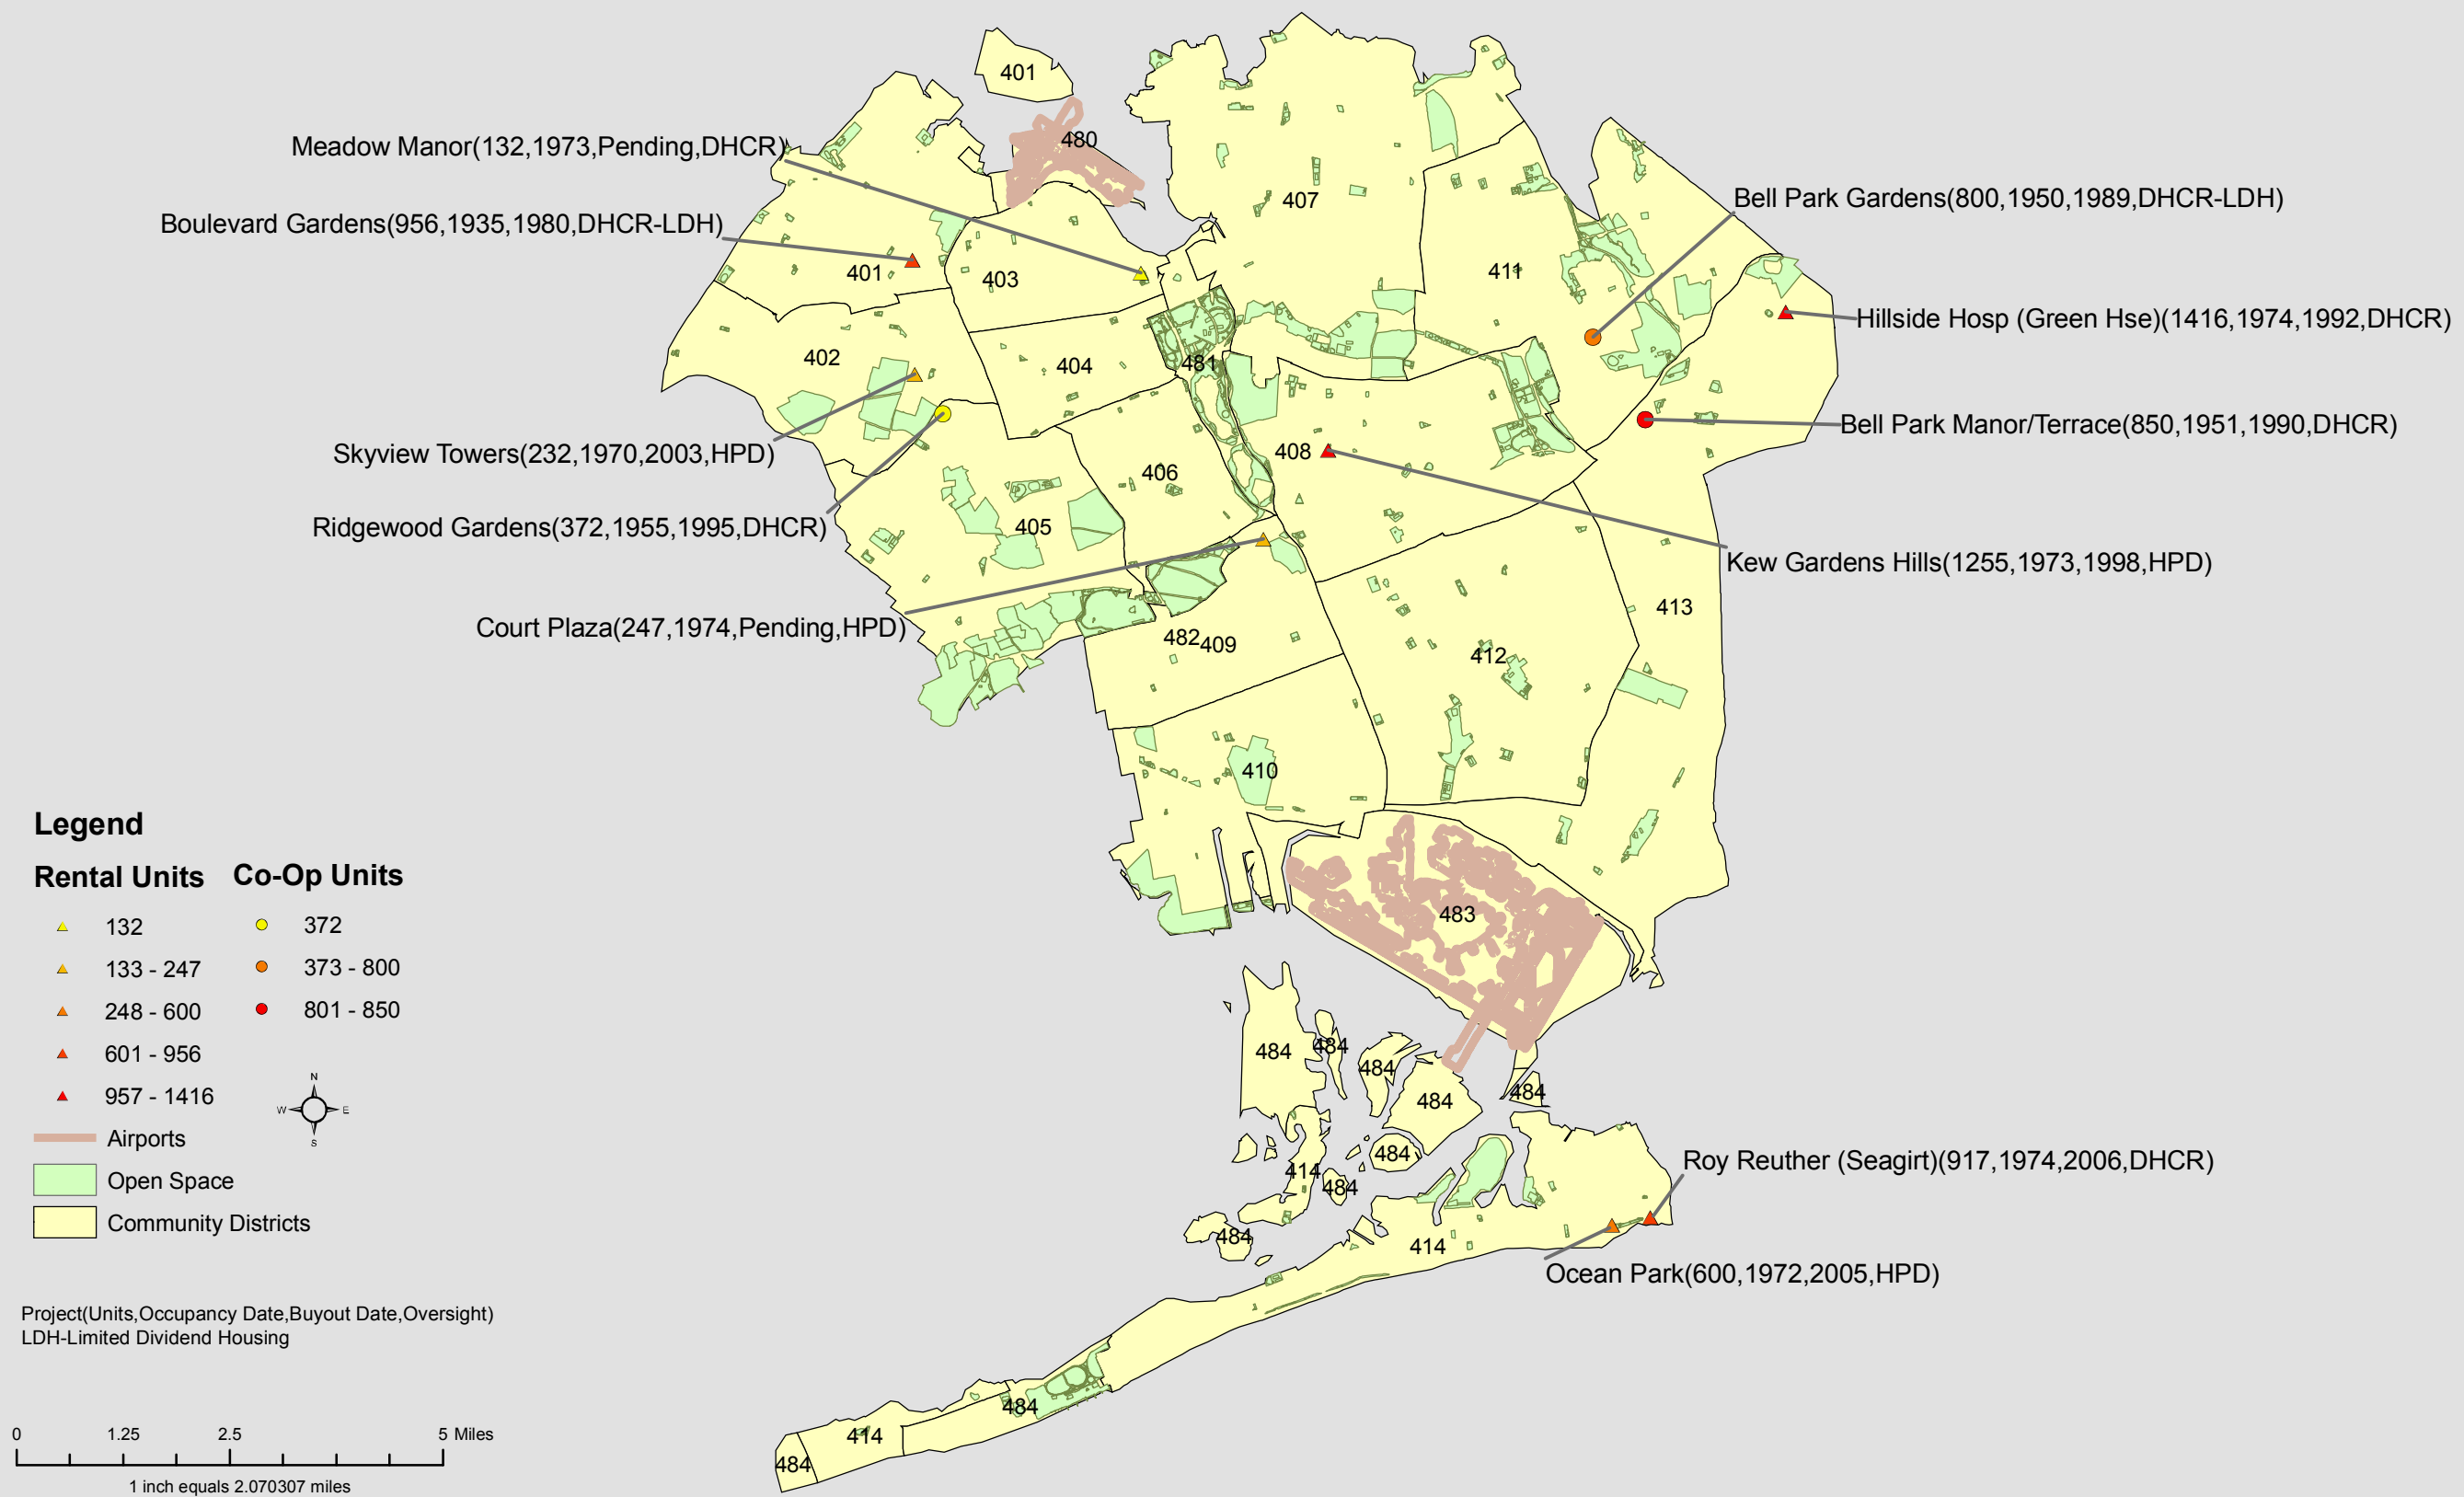 401
480
Meadow Manor(132,1973,Pending,DHCR)
407
Bell Park Gardens(800,1950,1989,DHCR-LDH)
Boulevard Gardens(956,1935,1980,DHCR-LDH)
401
403
411
Hillside Hosp (Green Hse)(1416,1974,1992,DHCR)
402
404
481
Bell Park Manor/Terrace(850,1951,1990,DHCR)
Skyview Towers(232,1970,2003,HPD)
408
406
Ridgewood Gardens(372,1955,1995,DHCR)
405
Kew Gardens Hills(1255,1973,1998,HPD)
413
Court Plaza(247,1974,Pending,HPD)
482
409
412
410
483
484
484
484
484
484
484
414
484
484
414
Roy Reuther (Seagirt)(917,1974,2006,DHCR)
Ocean Park(600,1972,2005,HPD)
484
414
484
Legend
Rental Units
132
133 - 247
248 - 600
601 - 956
957 - 1416
Co-Op Units
372
373 - 800
801 - 850
N
W
E
S
Airports
Open Space
Community Districts
Project(Units,Occupancy Date,Buyout Date,Oversight)
LDH-Limited Dividend Housing
0 1.25 2.5 5 Miles
1 inch equals 2.070307 miles